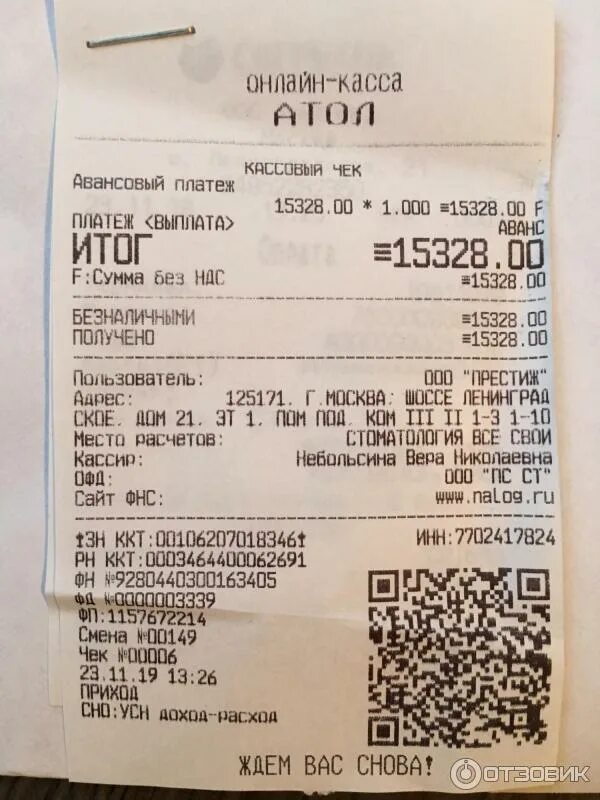 ОНЛАЙН-КАССА
АТОЛ
КАССОВЫЙ ЧЕК
Авансовый платеж
15328.00 * 1.000 ≡15328.00 F
АВАНС
ПЛАТЕЖ <ВЫПЛАТА>
ИТОГ ≡15328.00
F:Сумма без НДС ≡15328.00
БЕЗНАЛИЧНЫМИ ≡15328.00
ПОЛУЧЕНО ≡15328.00
Пользователь: ООО "ПРЕСТИЖ"
Адрес: 125171, Г.МОСКВА, ШОССЕ ЛЕНИНГРАД
СКОЕ, ДОМ 21, ЭТ 1, ПОМ ПОД, КОМ III II 1-3 1-10
Место расчетов: СТОМАТОЛОГИЯ ВСЕ СВОИ
Кассир: Небольсина Вера Николаевна
ОФД: ООО "ПС СТ"
Сайт ФНС: www.nalog.ru
ЗН ККТ:00106207018346 ИНН:7702417824
РН ККТ:0003464400062691
ФН №9280440300163405
ФД №0000003339
ФП:1157672214
Смена №00149
Чек №00006
23.11.19 13:26
ПРИХОД
СНО:УСН доход-расход
ЖДЕМ ВАС СНОВА!
ОТЗОВИК